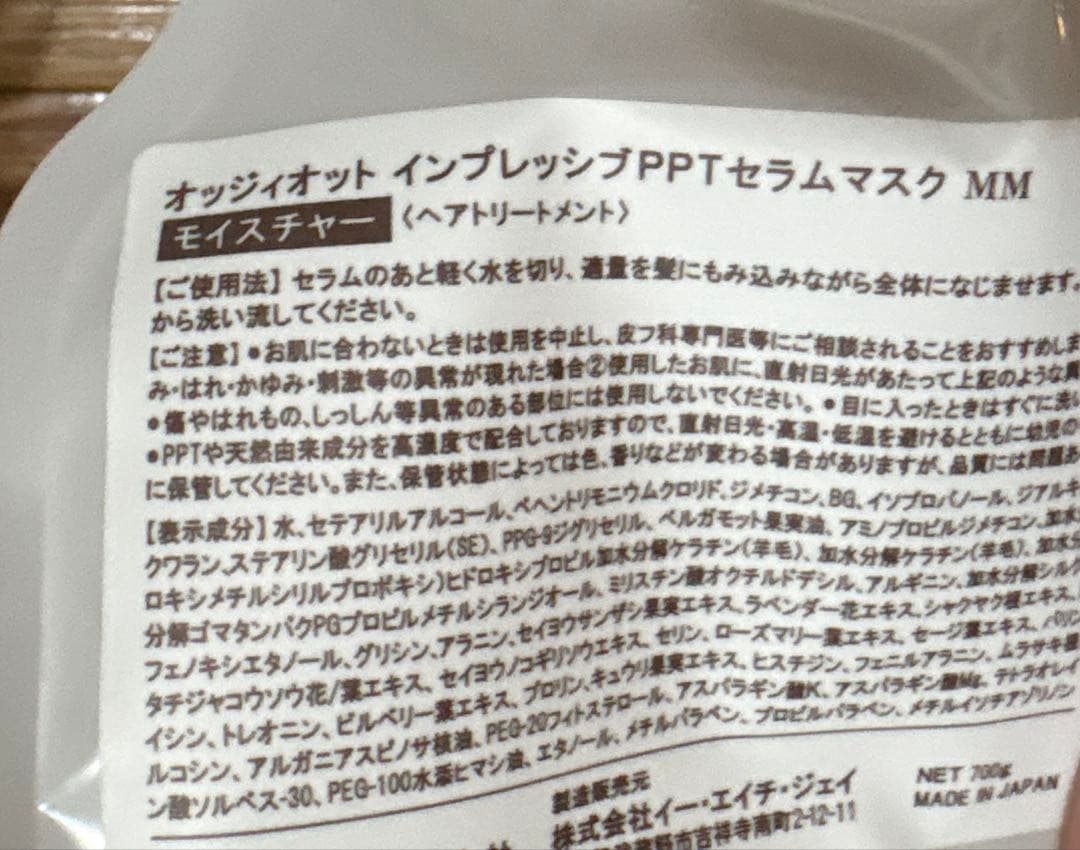 オッジィオット インプレッシブPPTセラムマスク MM
モイスチャー 〈ヘアトリートメント〉
【ご使用法】セラムのあと軽く水を切り、適量を髪にもみ込みながら全体になじませます。
から洗い流してください。
【ご注意】●お肌に合わないときは使用を中止し、皮フ科専門医等にご相談されることをおすすめしま
み・はれ・かゆみ・刺激等の異常が現れた場合②使用したお肌に、直射日光があたって上記のような異
●傷やはれもの、しっしん等異常のある部位には使用しないでください。●目に入ったときはすぐに洗い
●PPTや天然由来成分を高濃度で配合しておりますので、直射日光・高温・低温を避けるとともに幼児の
に保管してください。また、保管状態によっては色、香りなどが変わる場合がありますが、品質には問題あ
【表示成分】水、セテアリルアルコール、ベヘントリモニウムクロリド、ジメチコン、BG、イソプロパノール、ジアルキ
クワラン、ステアリン酸グリセリル(SE)、PPG-9ジグリセリル、ベルガモット果実油、アミノプロピルジメチコン、加水
ロキシメチルシリルプロポキシ)ヒドロキシプロピル加水分解ケラチン(羊毛)、加水分解ケラチン(羊毛)、加水分
分解ゴマタンパクPGプロピルメチルシランジオール、ミリスチン酸オクチルドデシル、アルギニン、加水分解シルク
フェノキシエタノール、グリシン、アラニン、セイヨウサンザシ果実エキス、ラベンダー花エキス、シャクヤク根エキス、
タチジャコウソウ花/葉エキス、セイヨウノコギリソウエキス、セリン、ローズマリー葉エキス、セージ葉エキス、バリン
イシン、トレオニン、ビルベリー葉エキス、プロリン、キュウリ果実エキス、ヒスチジン、フェニルアラニン、ムラサキ根
ルコシン、アルガニアスピノサ核油、PEG-20フィトステロール、アスパラギン酸K、アスパラギン酸Mg、テトラオレイ
ン酸ソルベス-30、PEG-100水添ヒマシ油、エタノール、メチルパラベン、プロピルパラベン、メチルイソチアゾリノン
製造販売元
株式会社イー・エイチ・ジェイ
野市吉祥寺南町2-12-11
NET 700g
MADE IN JAPAN